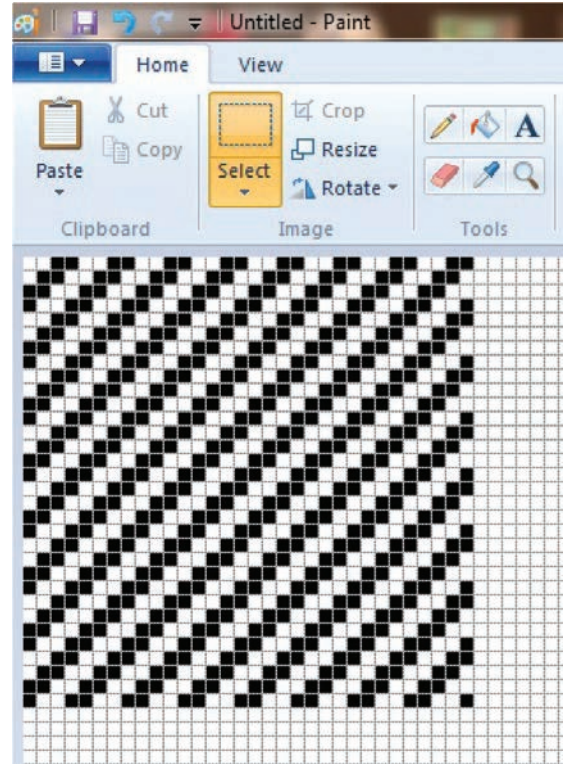 Untitled - Paint
Home View
Cut
Crop
Copy
Resize
Paste
Select
Rotate
A
Clipboard
Image
Tools